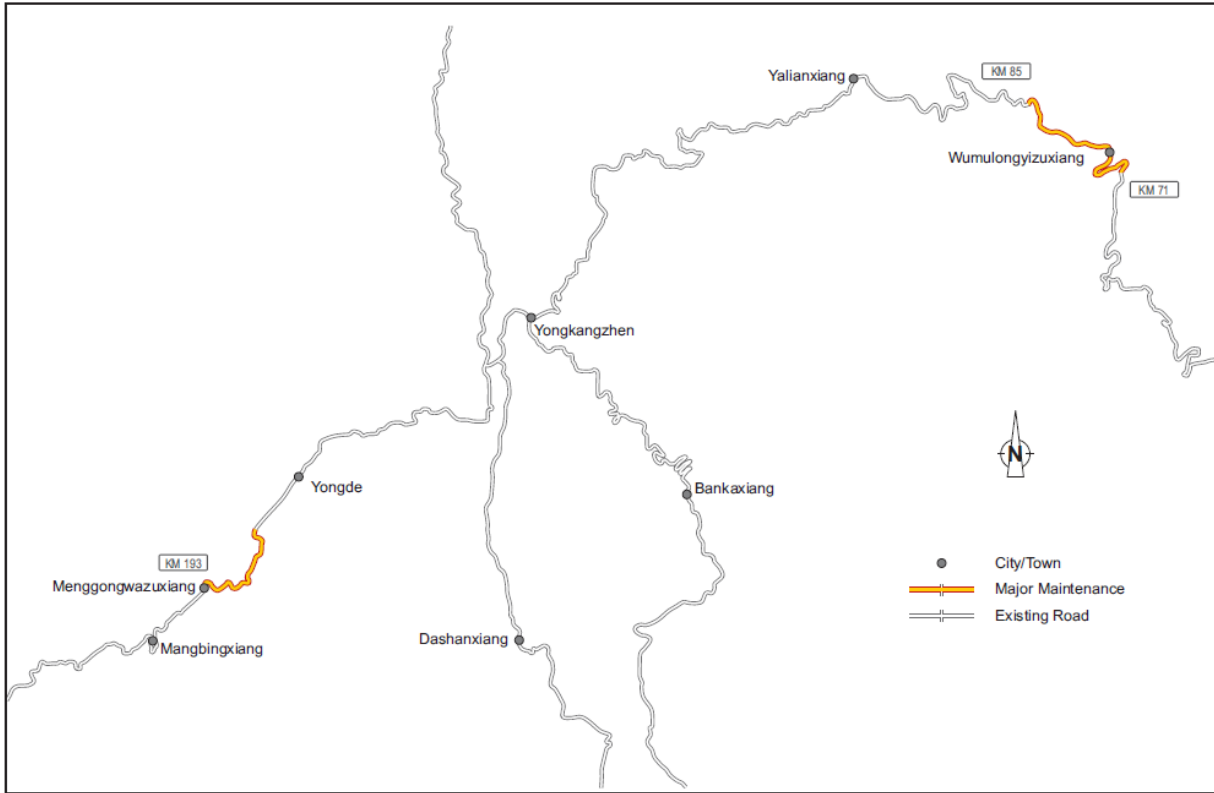 KM 85
Yalianxiang
Wumulongyizuxiang
KM 71
Yongkangzhen
N
Yongde
Bankaxiang
KM 193
Menggongwazuxiang
Mangbingxiang
Dashanxiang
City/Town
Major Maintenance
Existing Road